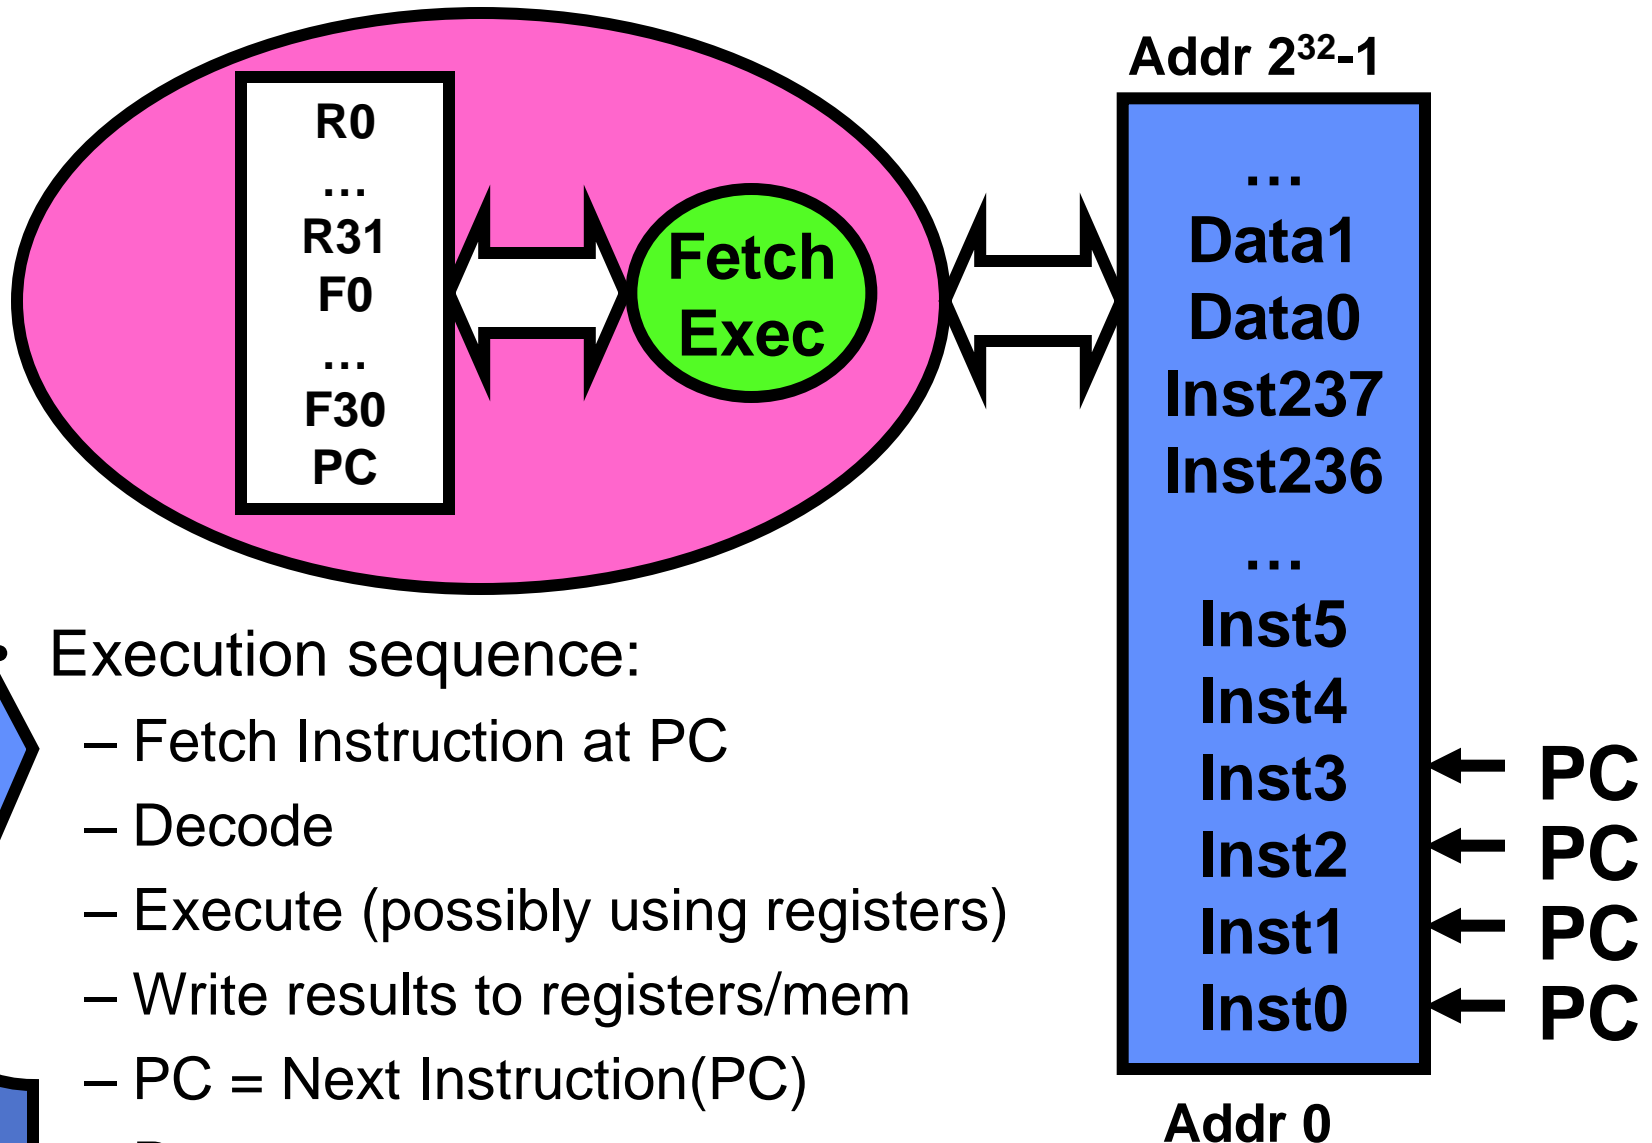 R0
…
R31
F0
…
F30
PC
Fetch
Exec
Addr 2³²-1
…
Data1
Data0
Inst237
Inst236
…
Inst5
Inst4
Inst3
Inst2
Inst1
Inst0
Addr 0
PC
PC
PC
PC
• Execution sequence:
– Fetch Instruction at PC
– Decode
– Execute (possibly using registers)
– Write results to registers/mem
– PC = Next Instruction(PC)